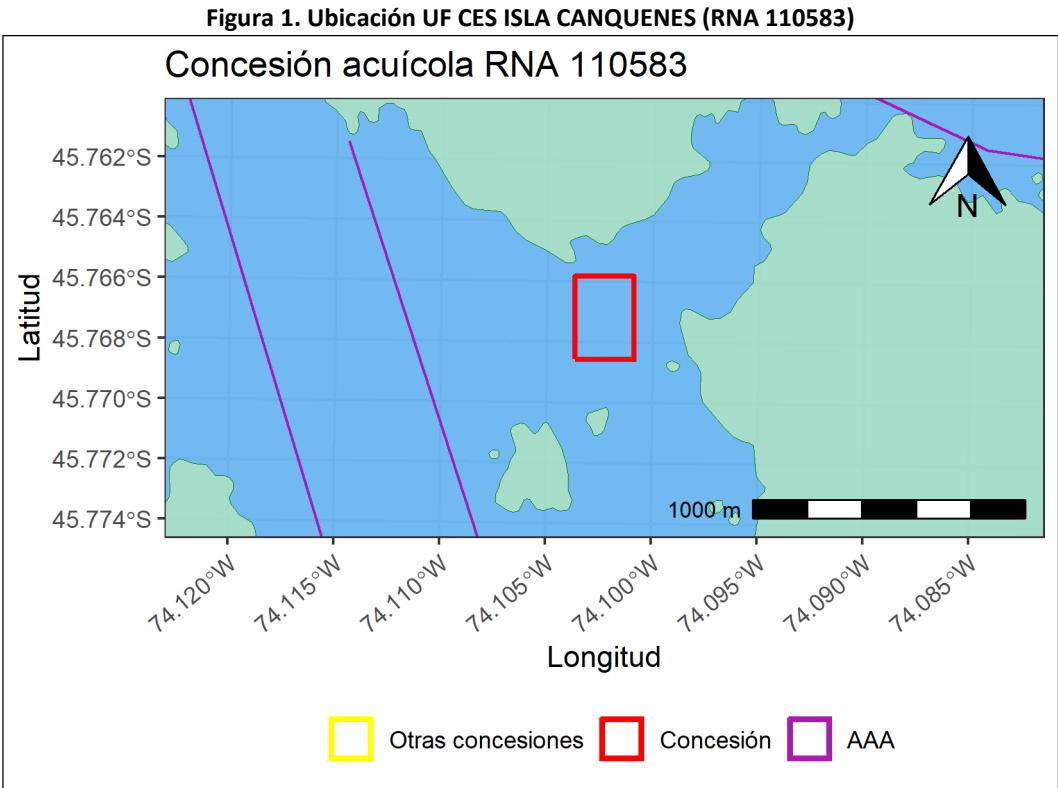 Figura 1. Ubicación UF CES ISLA CANQUENES (RNA 110583)
Concesión acuícola RNA 110583
45.762°S
45.764°S
45.766°S
45.768°S
45.770°S
45.772°S
45.774°S
Latitud
N
1000 m
74.120°W
74.115°W
74.110°W
74.105°W
74.100°W
74.095°W
74.090°W
74.085°W
Longitud
Otras concesiones
Concesión
AAA